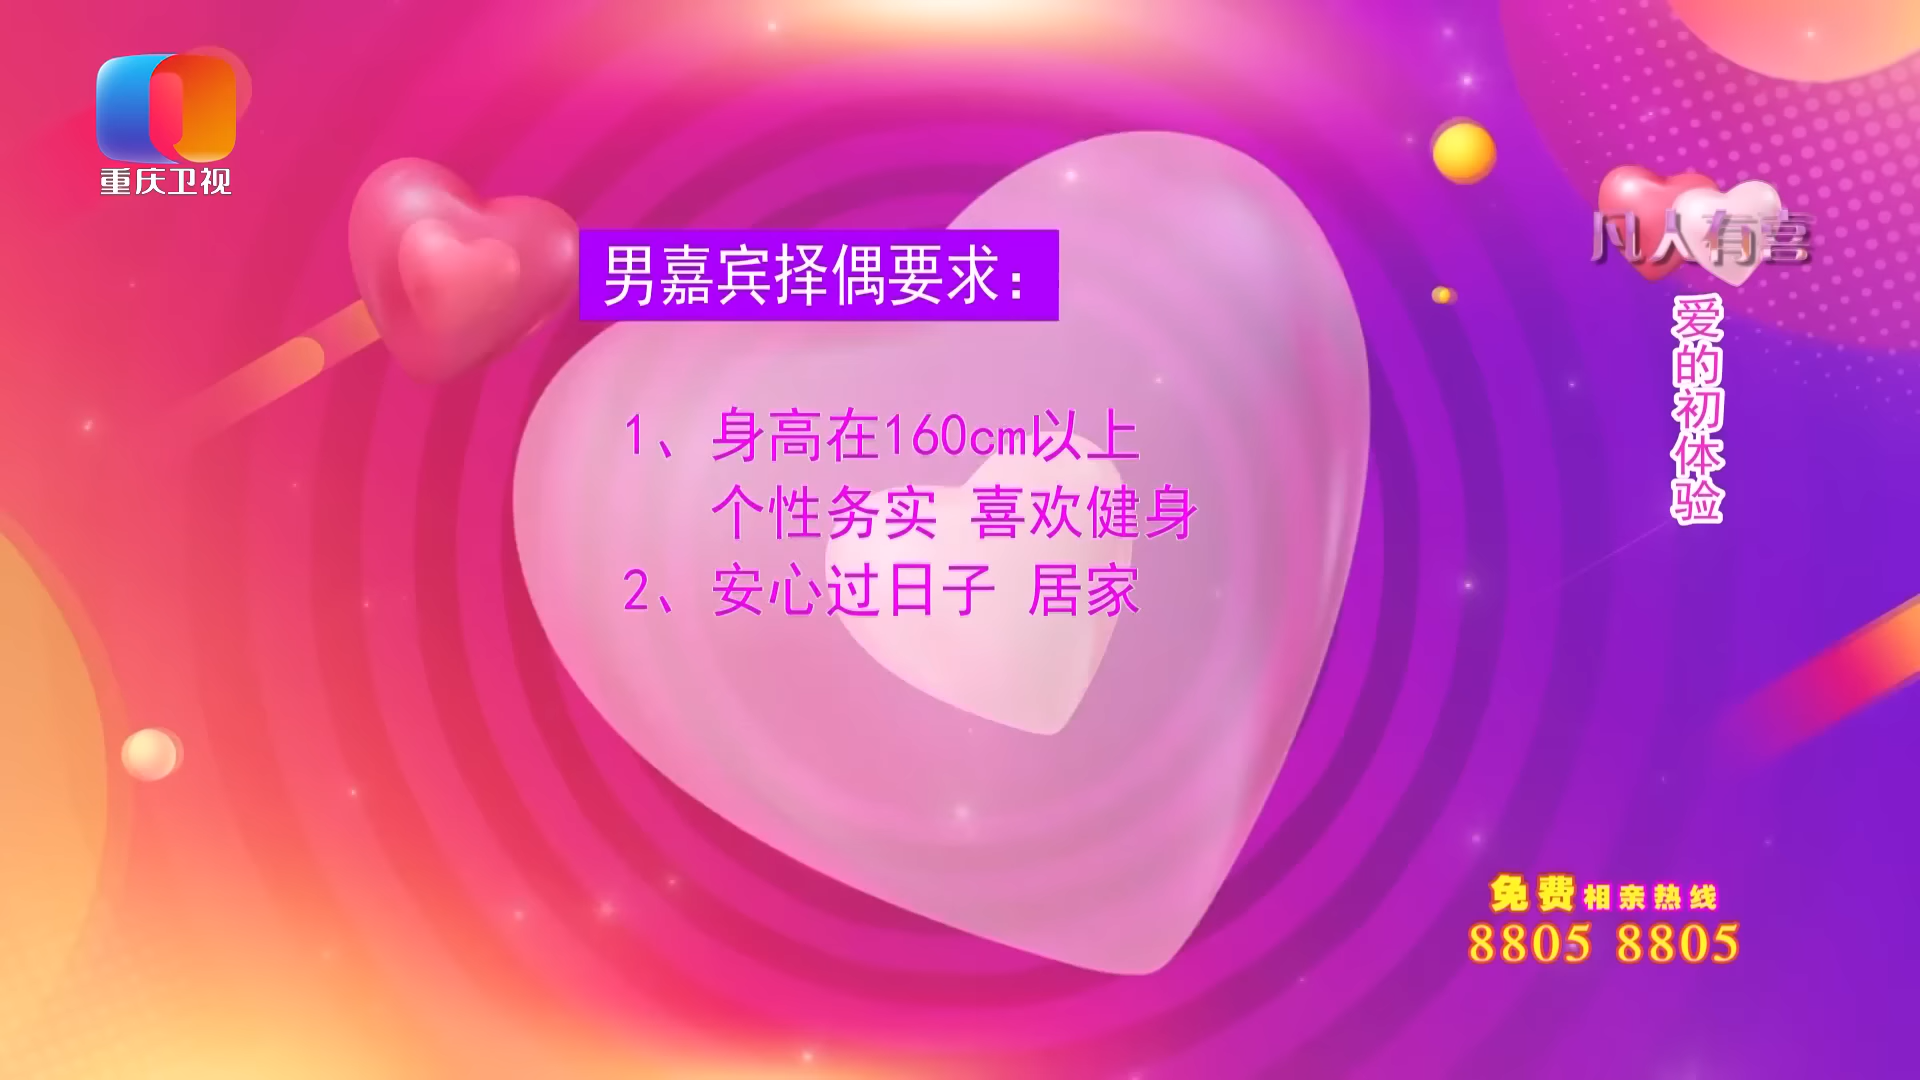 重庆卫视
凡人有喜
爱的初体验
男嘉宾择偶要求：
1、身高在160cm以上
个性务实 喜欢健身
2、安心过日子 居家
免费相亲热线
8805 8805